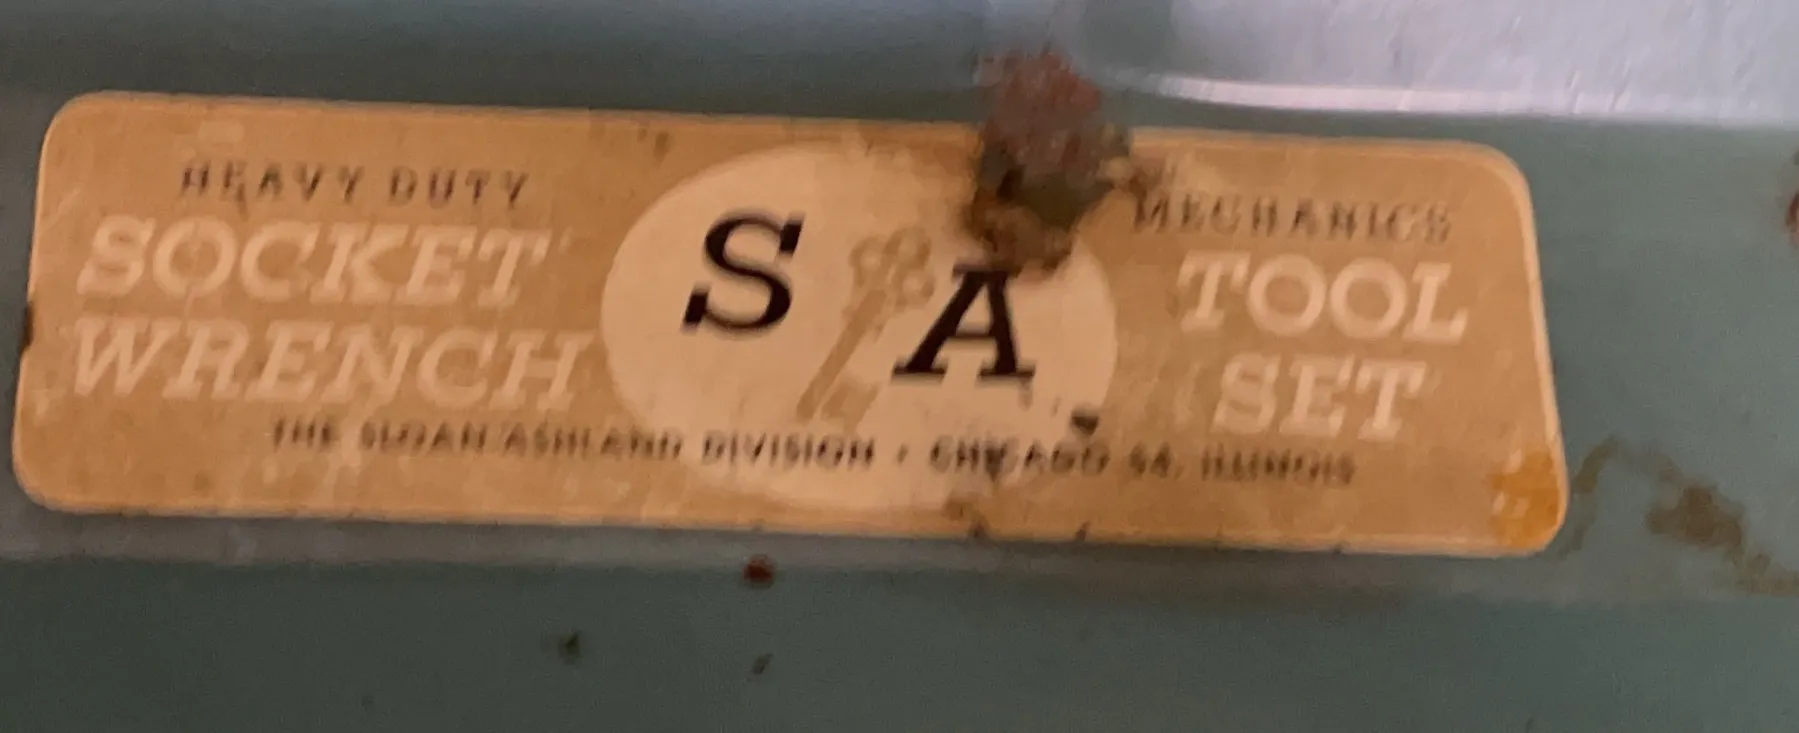 HEAVY DUTY
SOCKET
WRENCH
S A
MECHANICS
TOOL
SET
THE SLOAN ASHLAND DIVISION • CHICAGO 54, ILLINOIS